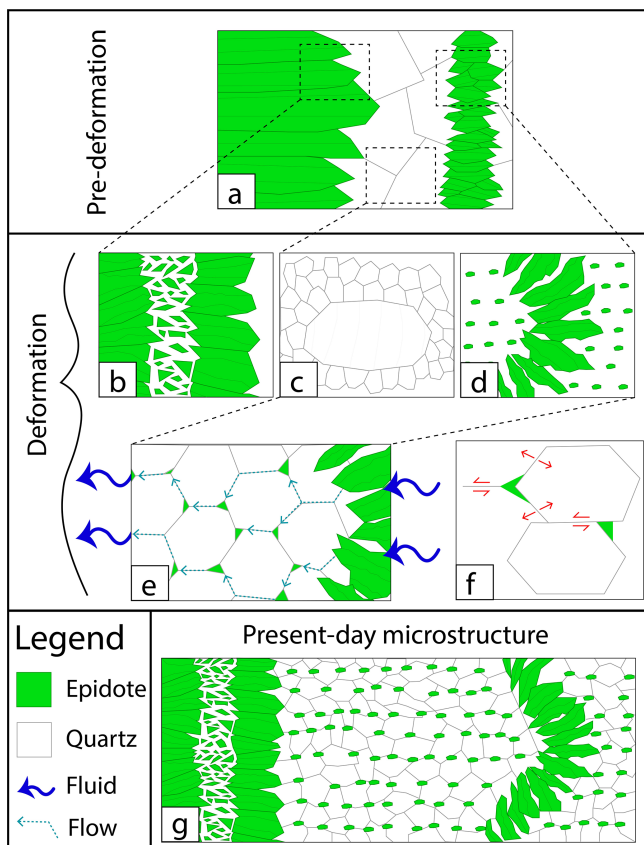 Pre-deformation
a
Deformation
b
c
d
e
f
Legend
Epidote
Quartz
Fluid
Flow
Present-day microstructure
g